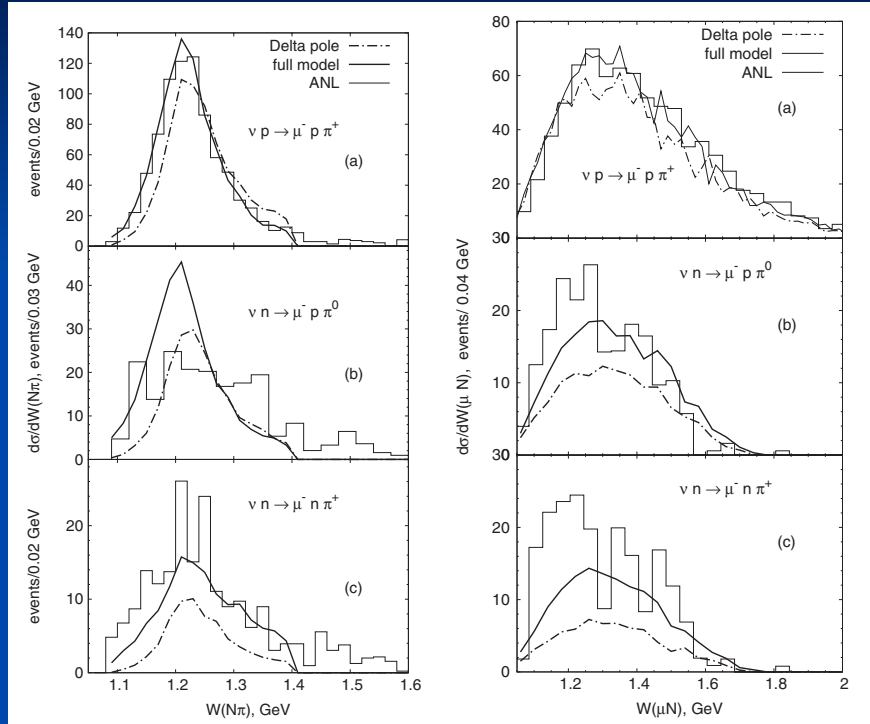 Delta pole
full model
ANL
ν p → μ⁻ p π⁺
(a)
events/0.02 GeV
140
120
100
80
60
40
20
0
ν n → μ⁻ p π⁰
(b)
dσ/dW(Nπ), events/0.03 GeV
40
30
20
10
0
ν n → μ⁻ n π⁺
(c)
events/0.02 GeV
20
10
0
1.1 1.2 1.3 1.4 1.5 1.6
W(Nπ), GeV
Delta pole
full model
ANL
(a)
ν p → μ⁻ p π⁺
80
60
40
20
30
ν n → μ⁻ p π⁰
(b)
dσ/dW(μ N), events/ 0.04 GeV
20
10
30
ν n → μ⁻ n π⁺
(c)
20
10
0
1.2 1.4 1.6 1.8 2
W(μN), GeV